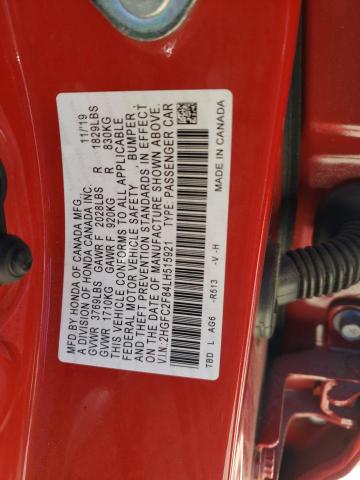 MFD.BY HONDA OF CANADA MFG. 11/19
A DIVISION OF HONDA CANADA INC.
GVWR 3769LBS GAWR F 2028LBS R 1829LBS
GVWR 1710KG GAWR F 920KG R 830KG
THIS VEHICLE CONFORMS TO ALL APPLICABLE
FEDERAL MOTOR VEHICLE SAFETY, BUMPER
AND THEFT PREVENTION STANDARDS IN EFFECT
ON THE DATE OF MANUFACTURE SHOWN ABOVE.
V.I.N.:2HGFC2F84LH515921 TYPE: PASSENGER CAR
MADE IN CANADA
TBD L AG6 -R513 -V -H